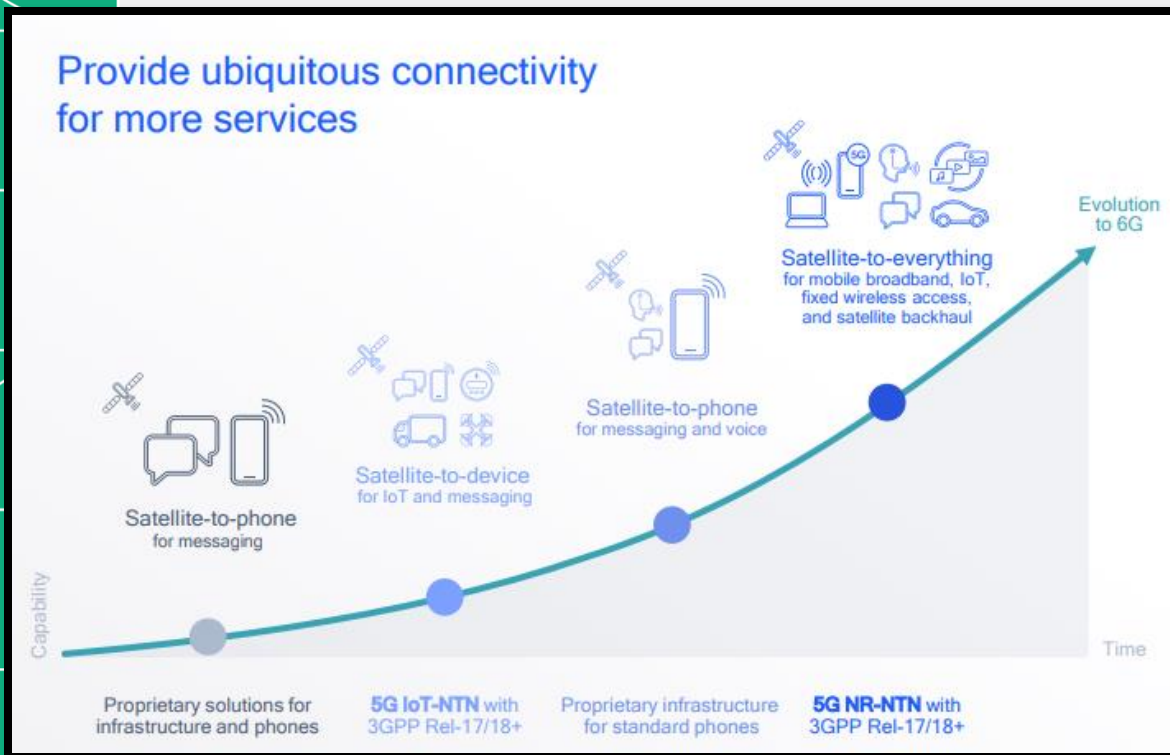 Provide ubiquitous connectivity
for more services
5G
Evolution
to 6G
Satellite-to-everything
for mobile broadband, IoT,
fixed wireless access,
and satellite backhaul
Satellite-to-phone
for messaging and voice
Satellite-to-device
for IoT and messaging
Satellite-to-phone
for messaging
Capability
Time
Proprietary solutions for
infrastructure and phones
5G IoT-NTN with
3GPP Rel-17/18+
Proprietary infrastructure
for standard phones
5G NR-NTN with
3GPP Rel-17/18+